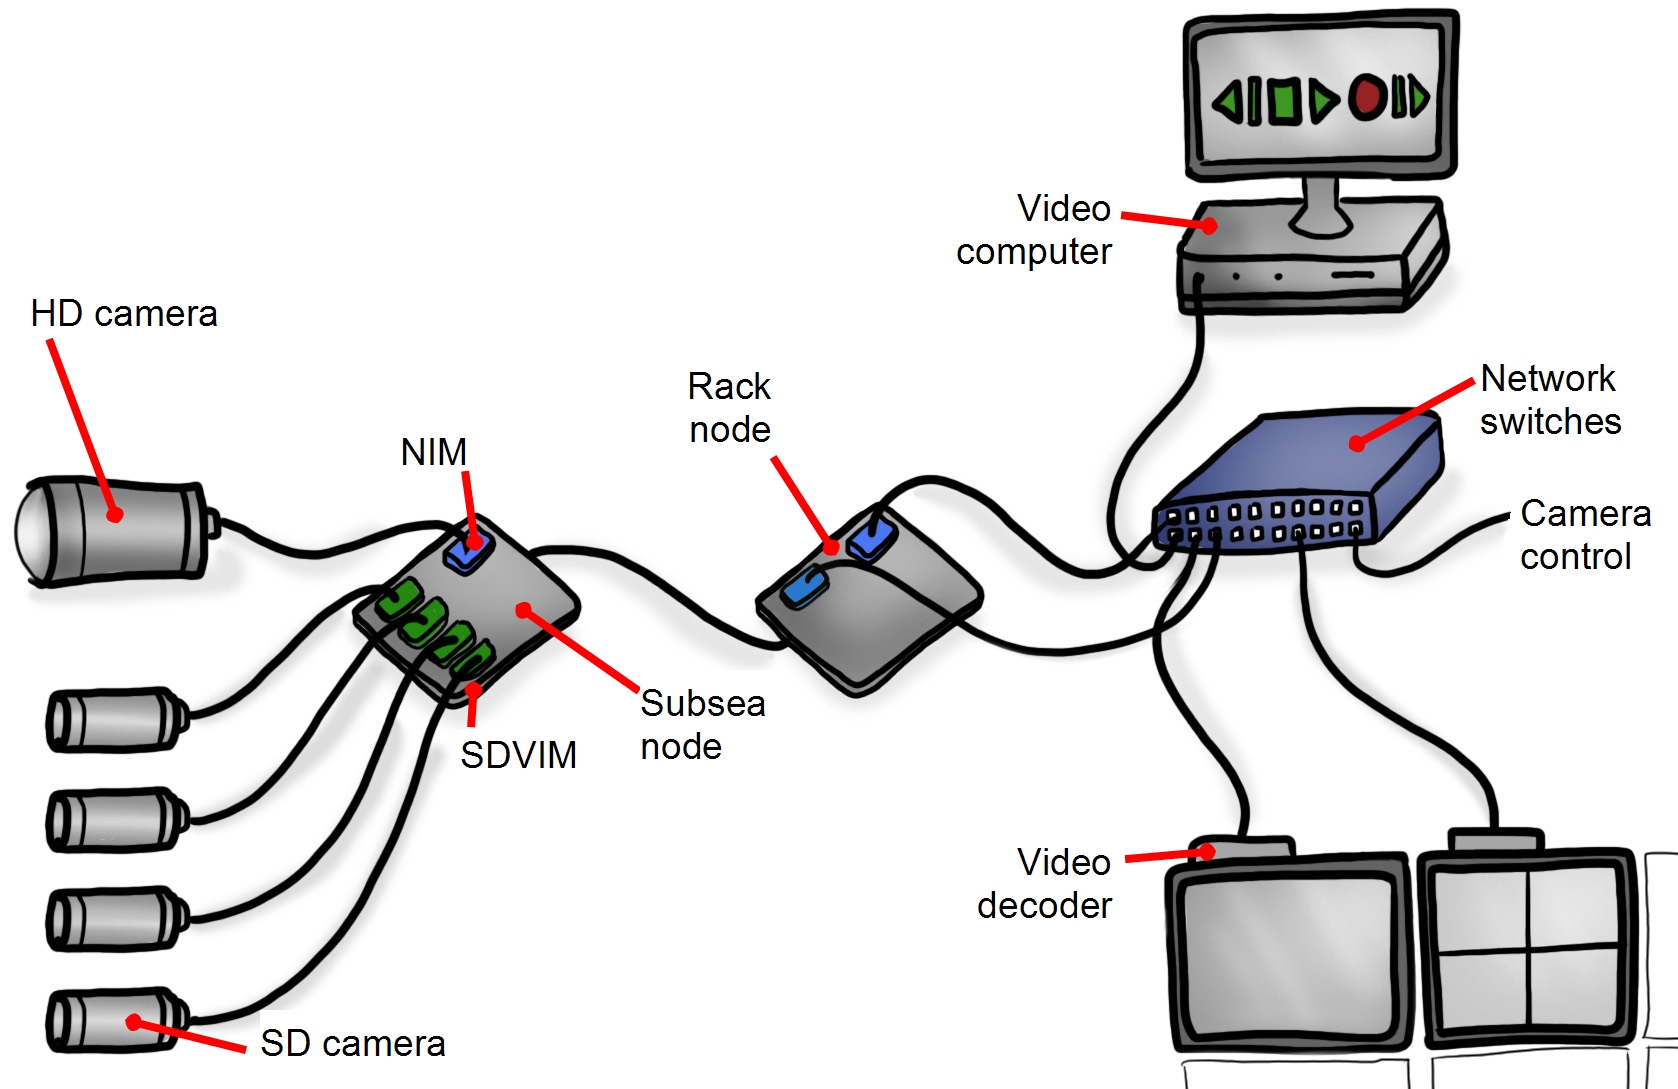 Video
computer
HD camera
Rack
node
Network
switches
NIM
Camera
control
Subsea
node
SDVIM
Video
decoder
SD camera